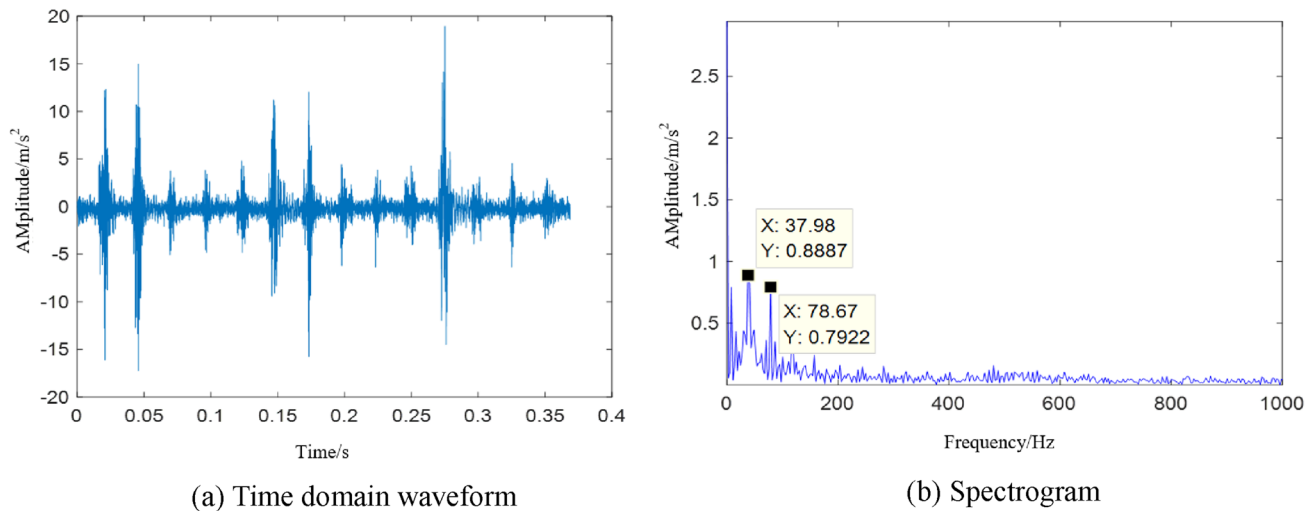 20
15
10
5
0
-5
-10
-15
-20
AMplitude/m/s²
0 0.05 0.1 0.15 0.2 0.25 0.3 0.35 0.4
Time/s
(a) Time domain waveform
2.5
2
1.5
1
0.5
AMplitude/m/s²
X: 37.98
Y: 0.8887
X: 78.67
Y: 0.7922
0 200 400 600 800 1000
Frequency/Hz
(b) Spectrogram